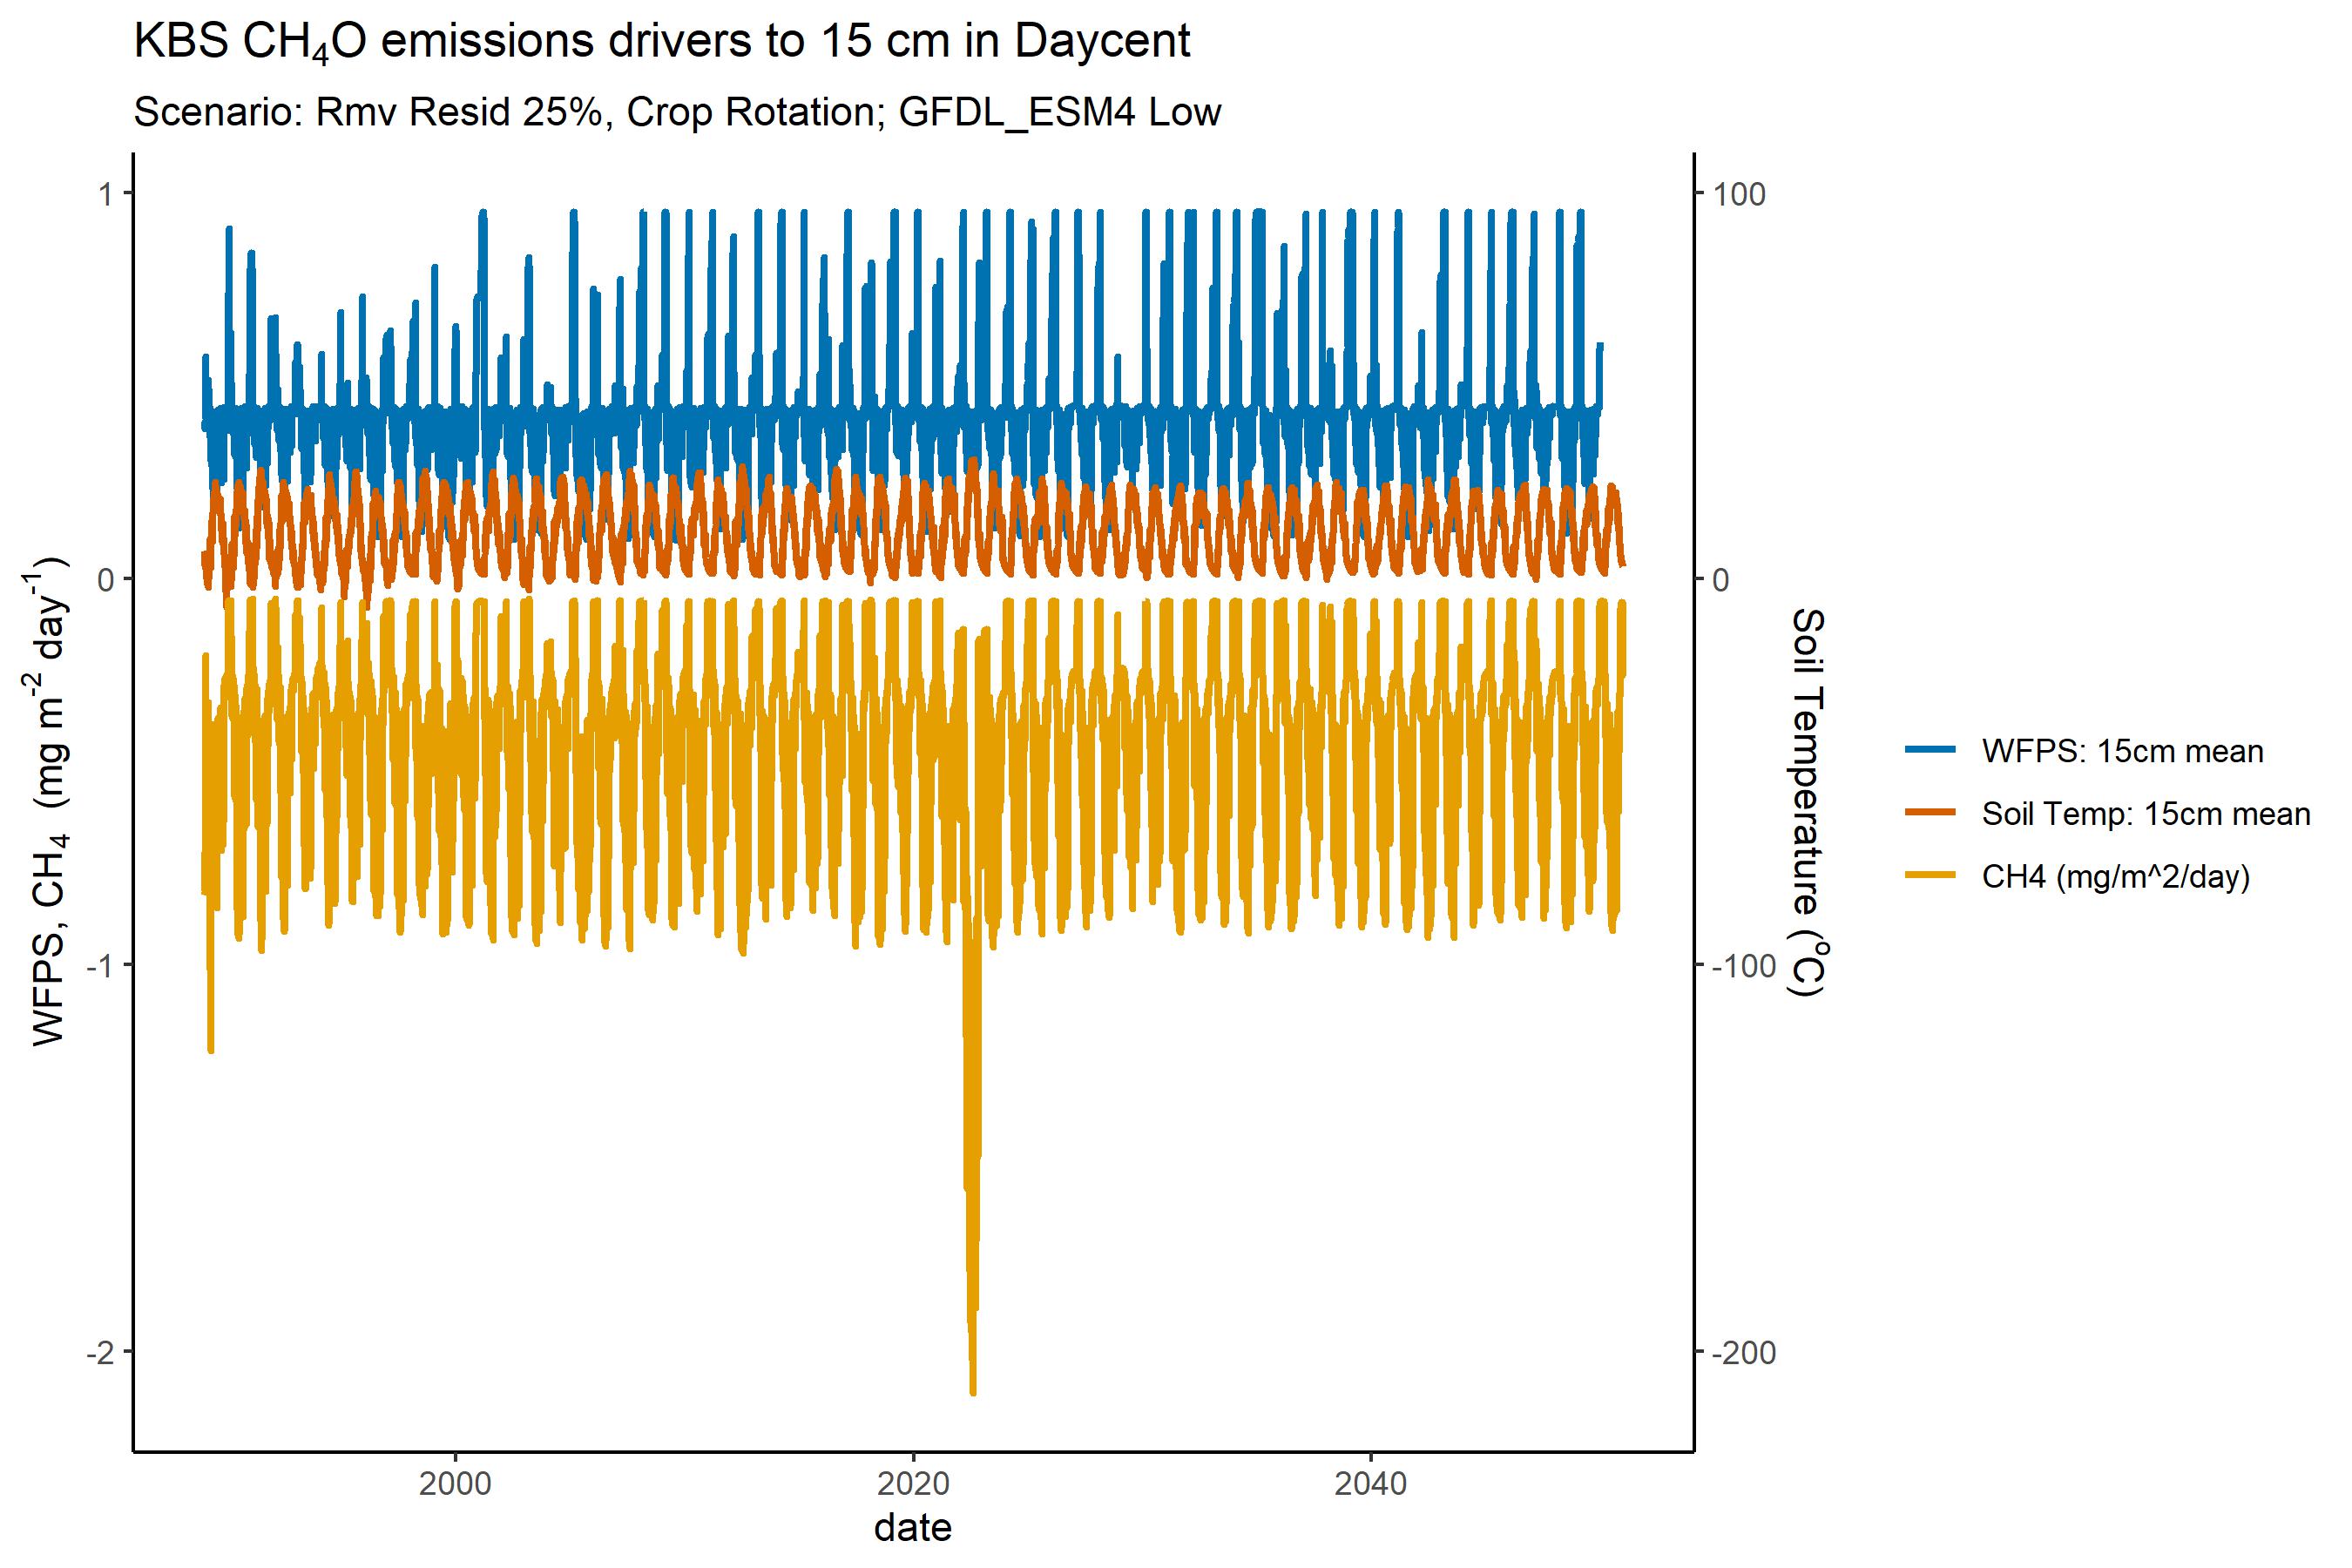 KBS CH₄O emissions drivers to 15 cm in Daycent
Scenario: Rmv Resid 25%, Crop Rotation; GFDL_ESM4 Low
1
0
-1
-2
WFPS, CH₄ (mg m⁻² day⁻¹)
100
0
-100
-200
Soil Temperature (ºC)
WFPS: 15cm mean
Soil Temp: 15cm mean
CH4 (mg/m^2/day)
2000
2020
2040
date